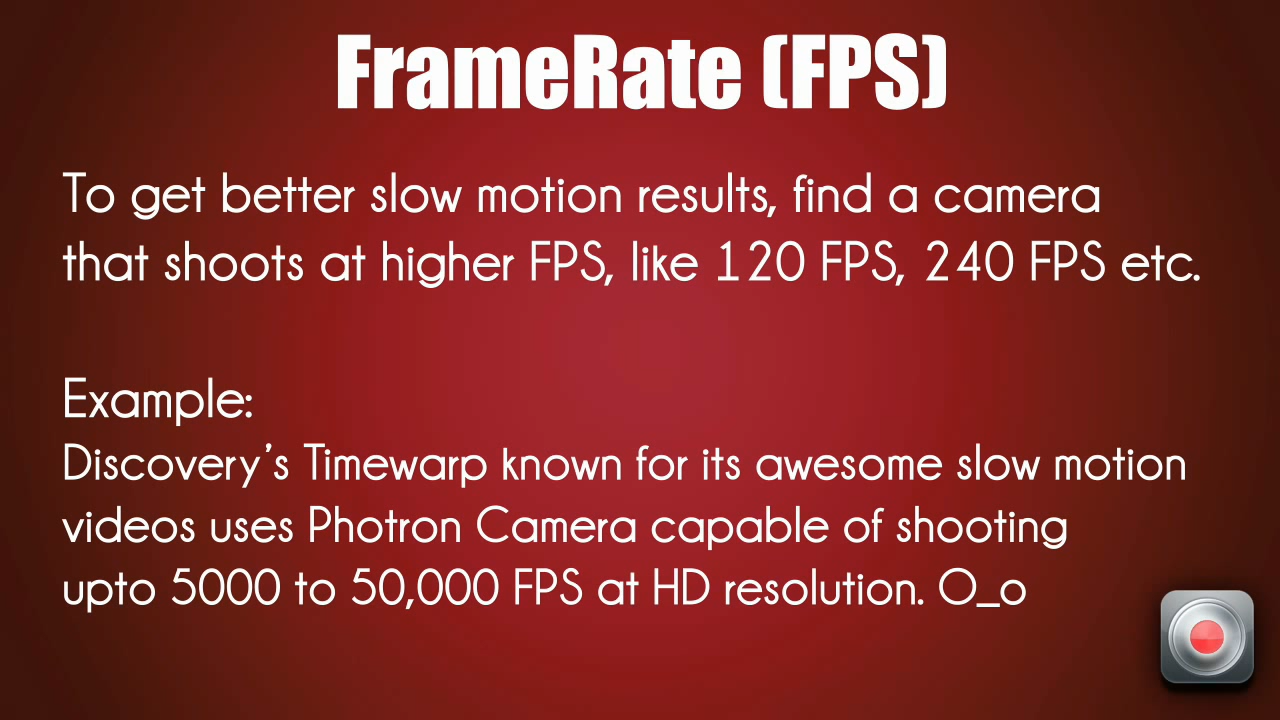 FrameRate (FPS)
To get better slow motion results, find a camera
that shoots at higher FPS, like 120 FPS, 240 FPS etc.
Example:
Discovery's Timewarp known for its awesome slow motion
videos uses Photron Camera capable of shooting
upto 5000 to 50,000 FPS at HD resolution. O_o